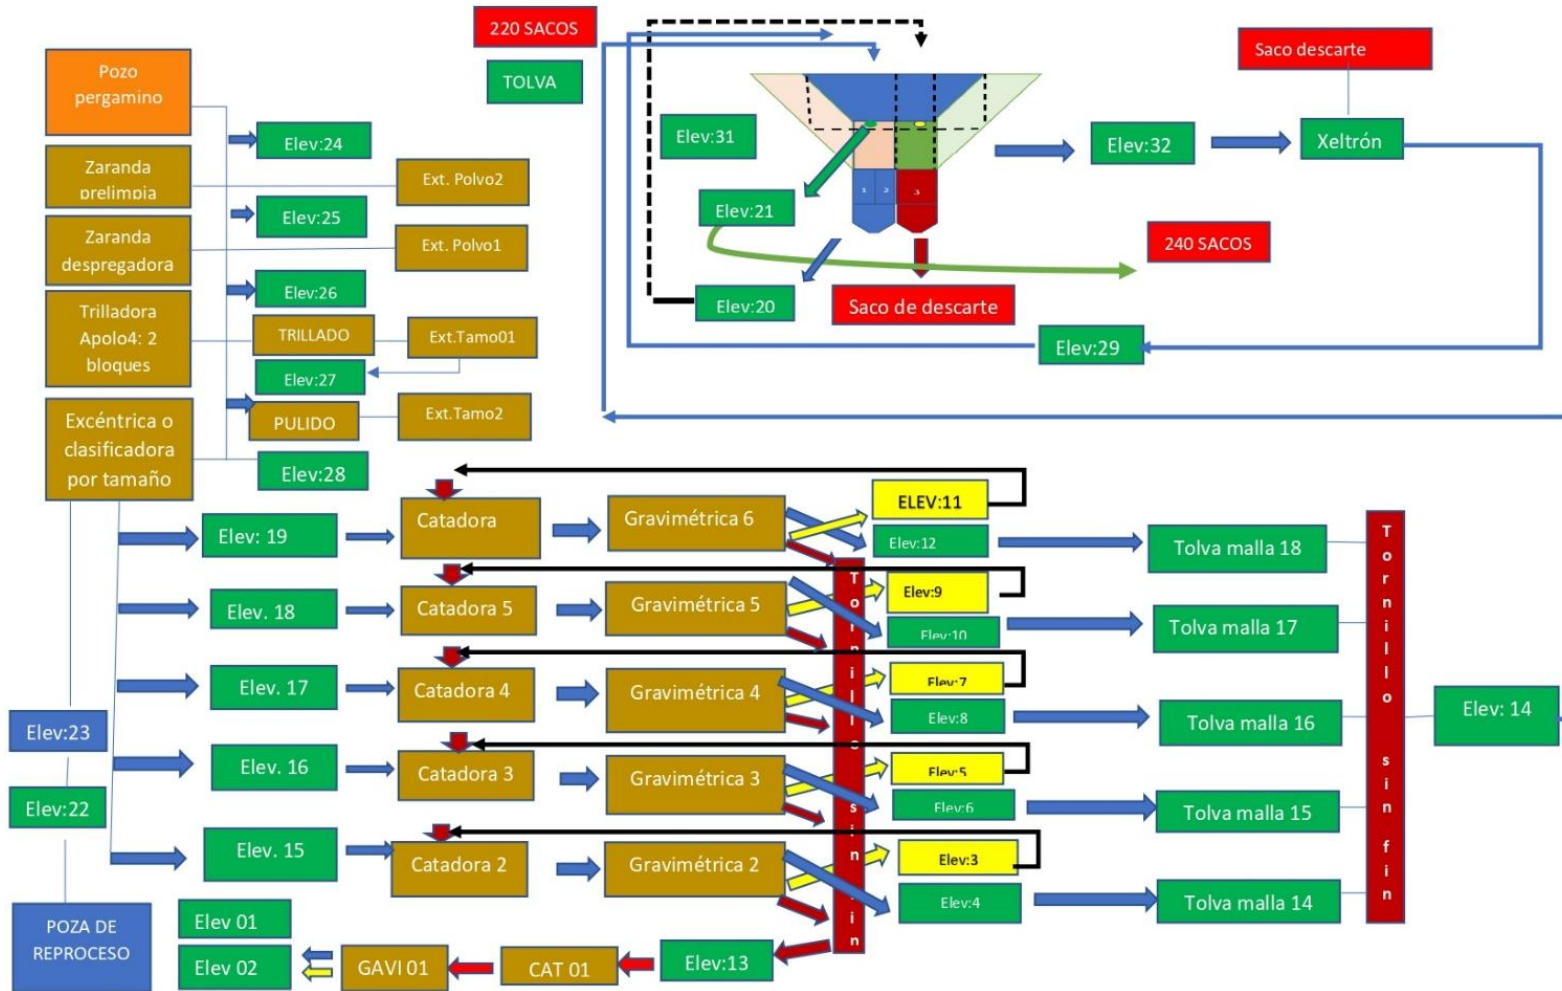 220 SACOS
TOLVA
Saco descarte
Pozo
pergamino
Elev:24
Zaranda
prelimpia
Ext. Polvo2
Elev:25
Zaranda
despregadora
Ext. Polvo1
Elev:26
Trilladora
Apolo4: 2
bloques
TRILLADO
Ext.Tamo01
Elev:27
PULIDO
Ext.Tamo2
Excéntrica o
clasificadora
por tamaño
Elev:28
Elev:31
Elev:32
Xeltrón
1
2
3
Elev:21
240 SACOS
Elev:20
Saco de descarte
Elev:29
Elev: 19
Catadora
Gravimétrica 6
ELEV:11
Elev:12
Tolva malla 18
Elev. 18
Catadora 5
Gravimétrica 5
Elev:9
Elev:10
Tolva malla 17
Elev. 17
Catadora 4
Gravimétrica 4
Elev:7
Elev:8
Tolva malla 16
Elev. 16
Catadora 3
Gravimétrica 3
Elev:5
Elev:6
Tolva malla 15
Elev. 15
Catadora 2
Gravimétrica 2
Elev:3
Elev:4
Tolva malla 14
Tornillo sin fin
Tornillo sin fin
Elev: 14
Elev:23
Elev:22
POZA DE
REPROCESO
Elev 01
Elev 02
GAVI 01
CAT 01
Elev:13